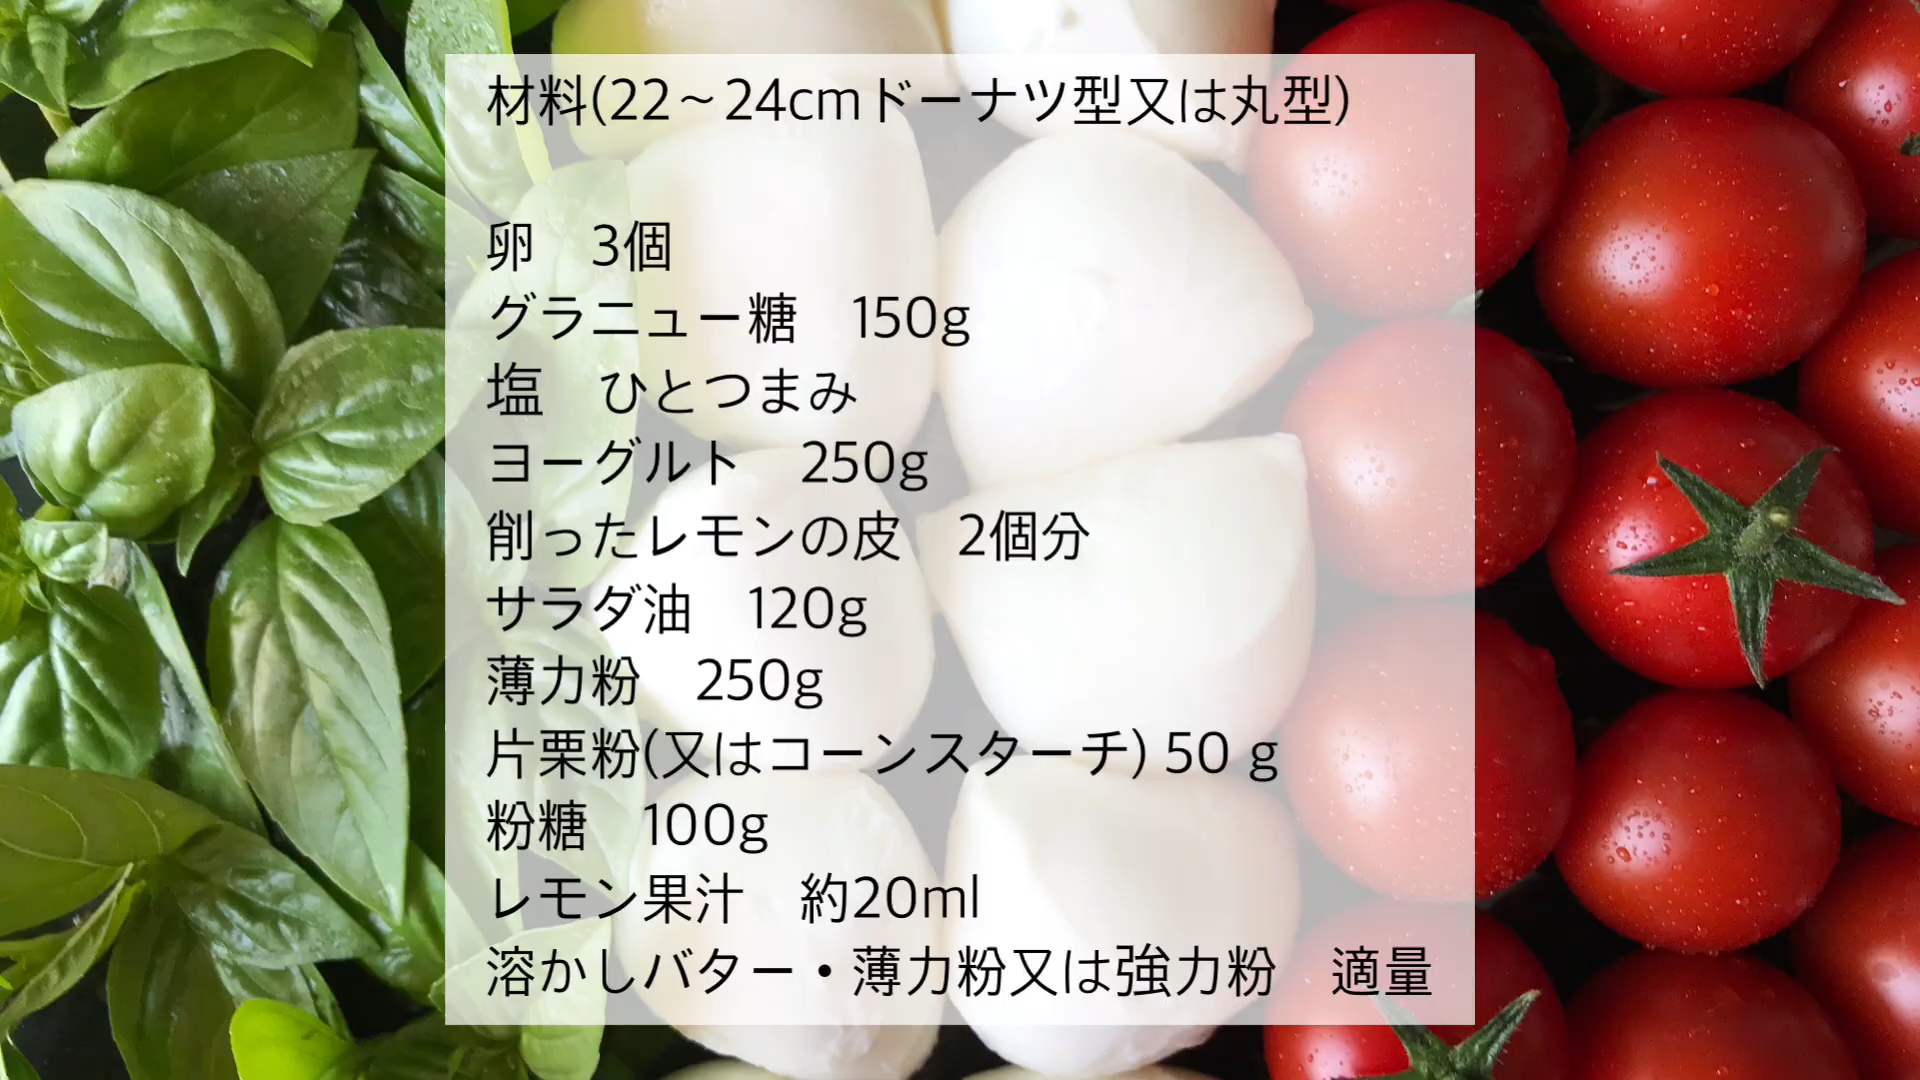 材料(22～24cmドーナツ型又は丸型)
卵　3個
グラニュー糖　150g
塩　ひとつまみ
ヨーグルト　250g
削ったレモンの皮　2個分
サラダ油　120g
薄力粉　250g
片栗粉(又はコーンスターチ) 50 g
粉糖　100g
レモン果汁　約20ml
溶かしバター・薄力粉又は強力粉　適量